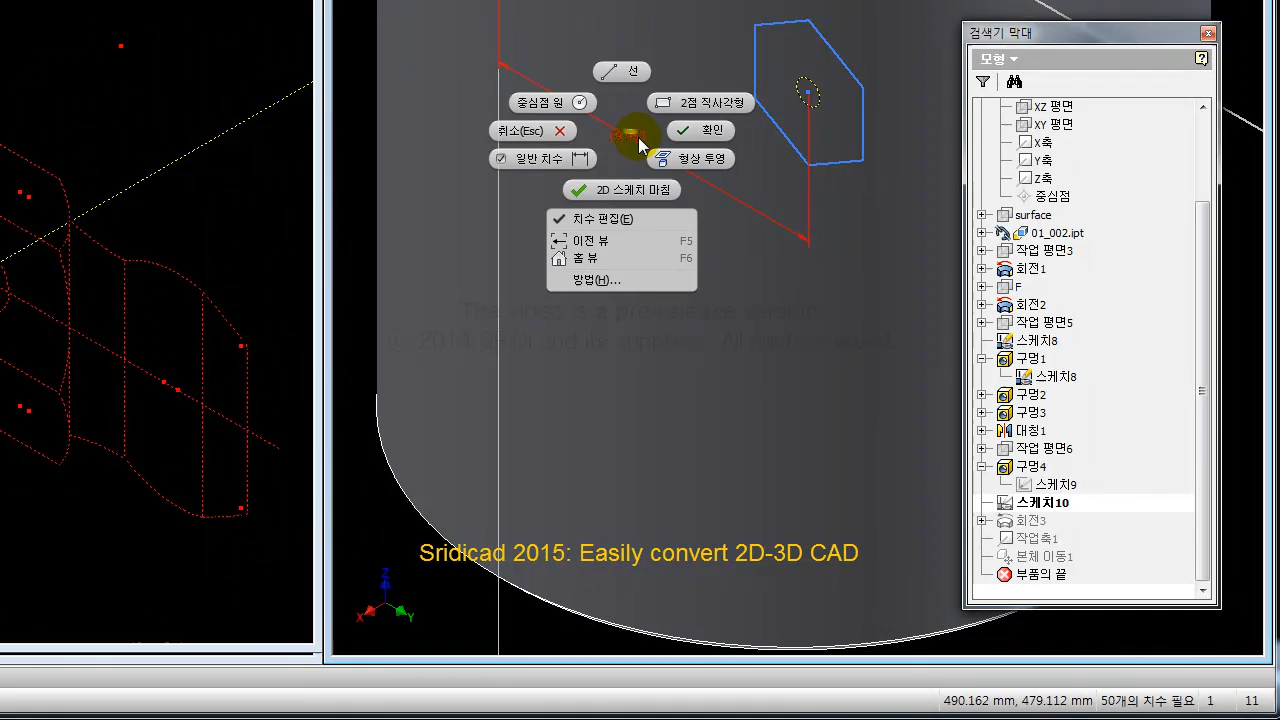 검색기 막대
모형
XZ 평면
XY 평면
X축
Y축
Z축
중심점
surface
01_002.ipt
작업 평면3
회전1
F
회전2
작업 평면5
스케치8
구멍1
스케치8
구멍2
구멍3
대칭1
작업 평면6
구멍4
스케치9
스케치10
회전3
작업축1
본체 이동1
부품의 끝
선
중심점 원
2점 직사각형
취소(Esc)
확인
일반 치수
형상 투영
2D 스케치 마침
치수 편집(E)
이전 뷰 F5
홈 뷰 F6
방법(H)...
Sridicad 2015: Easily convert 2D-3D CAD
Z
X
Y
490.162 mm, 479.112 mm 50개의 치수 필요 1 11